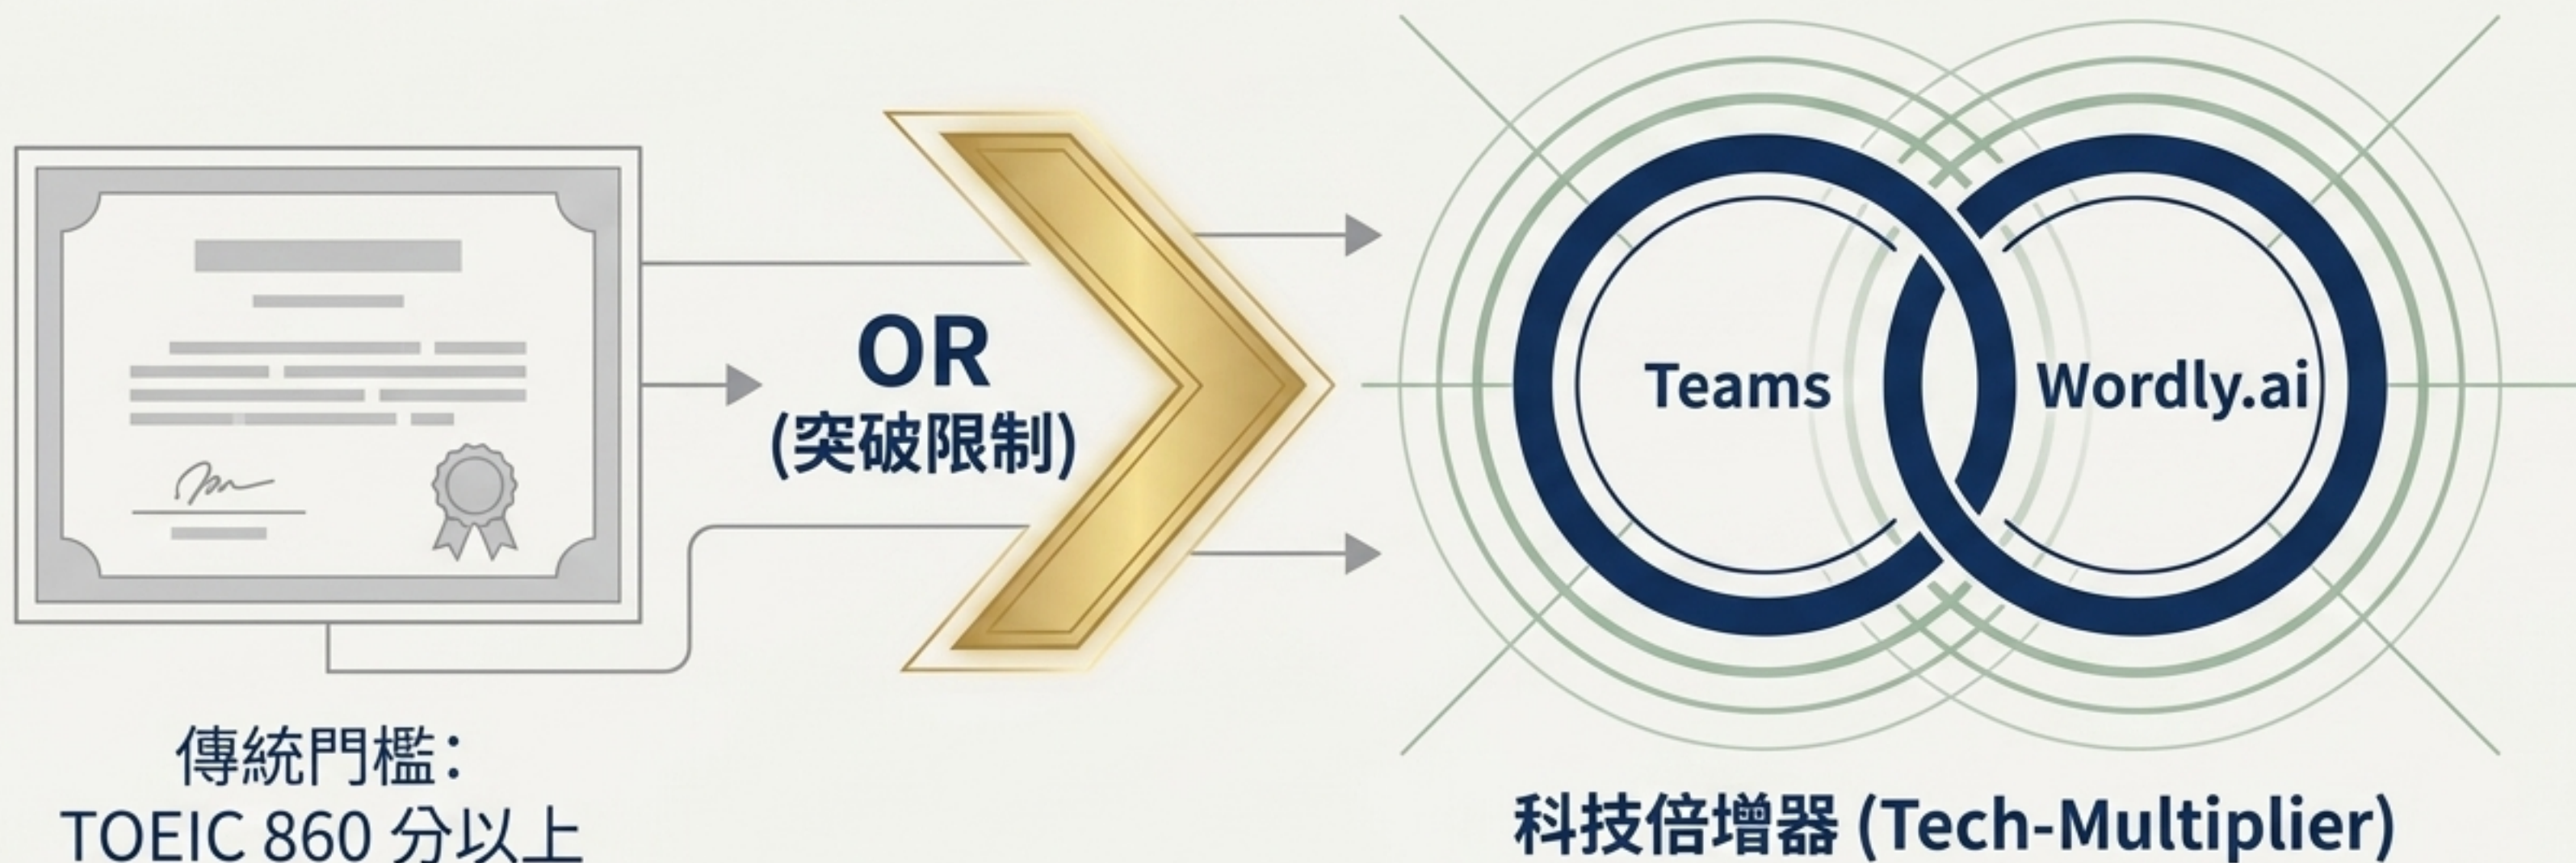 OR
(突破限制)
Teams
Wordly.ai
傳統門檻：
TOEIC 860 分以上
科技倍增器 (Tech-Multiplier)